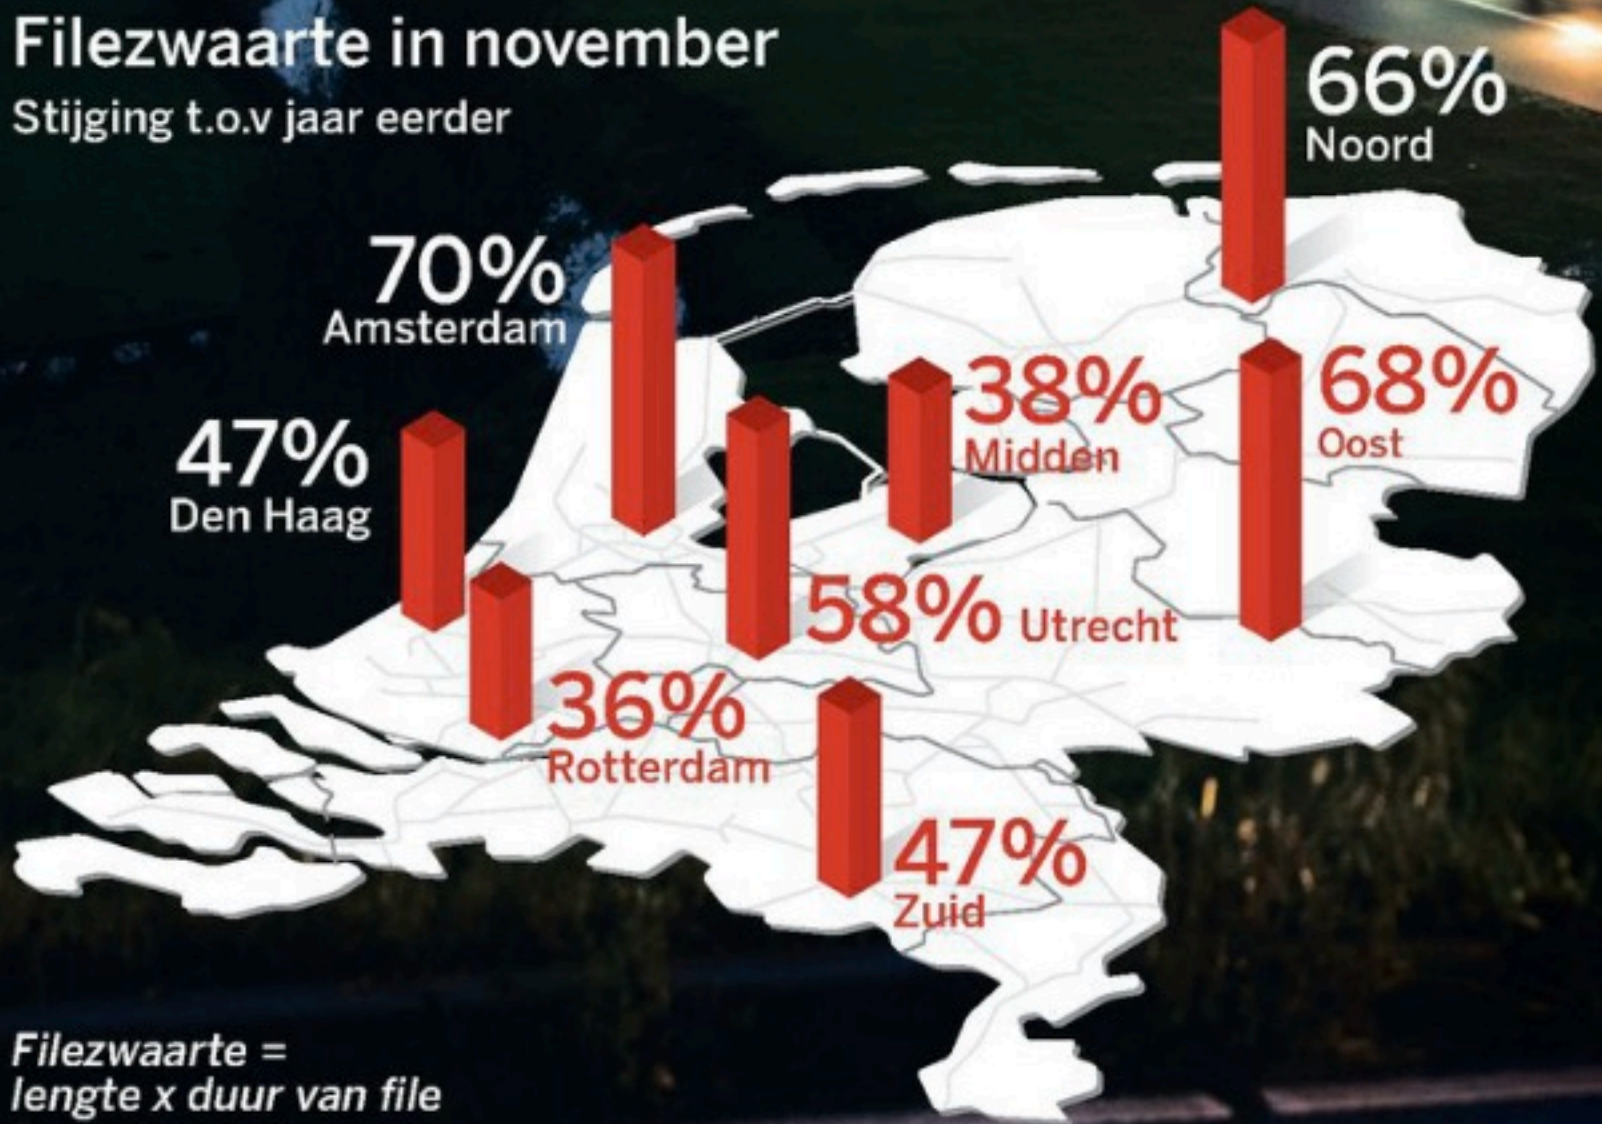 Filezwaarte in november
Stijging t.o.v jaar eerder
66%
Noord
70%
Amsterdam
38%
Midden
68%
Oost
47%
Den Haag
58% Utrecht
36%
Rotterdam
47%
Zuid
Filezwaarte =
lengte x duur van file